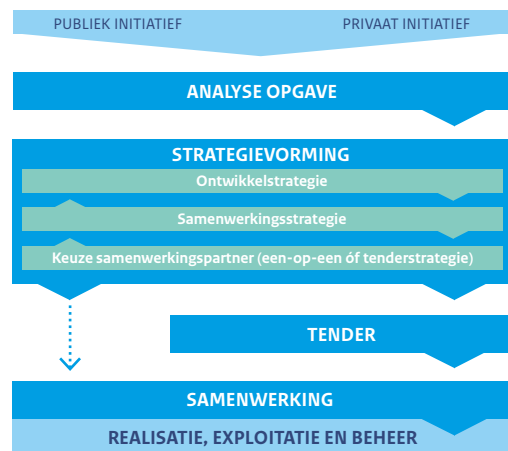 PUBLIEK INITIATIEF
PRIVAAT INITIATIEF
ANALYSE OPGAVE
STRATEGIEVORMING
Ontwikkelstrategie
Samenwerkingsstrategie
Keuze samenwerkingspartner (een-op-een óf tenderstrategie)
TENDER
SAMENWERKING
REALISATIE, EXPLOITATIE EN BEHEER